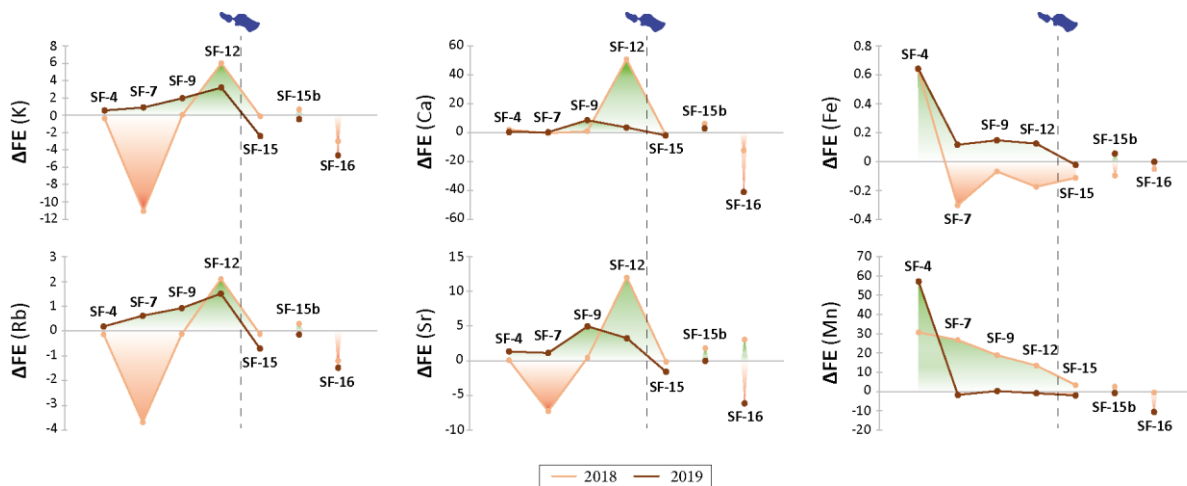 ΔFE (K)
8
6
4
2
0
-2
-4
-6
-8
-10
-12
SF-4
SF-7
SF-9
SF-12
SF-15
SF-15b
SF-16
ΔFE (Ca)
60
40
20
0
-20
-40
-60
SF-4
SF-7
SF-9
SF-12
SF-15
SF-15b
SF-16
ΔFE (Fe)
0.8
0.6
0.4
0.2
0
-0.2
-0.4
SF-4
SF-7
SF-9
SF-12
SF-15
SF-15b
SF-16
ΔFE (Rb)
3
2
1
0
-1
-2
-3
-4
SF-4
SF-7
SF-9
SF-12
SF-15
SF-15b
SF-16
ΔFE (Sr)
15
10
5
0
-5
-10
SF-4
SF-7
SF-9
SF-12
SF-15
SF-15b
SF-16
ΔFE (Mn)
70
60
50
40
30
20
10
0
-10
-20
SF-4
SF-7
SF-9
SF-12
SF-15
SF-15b
SF-16
2018 2019